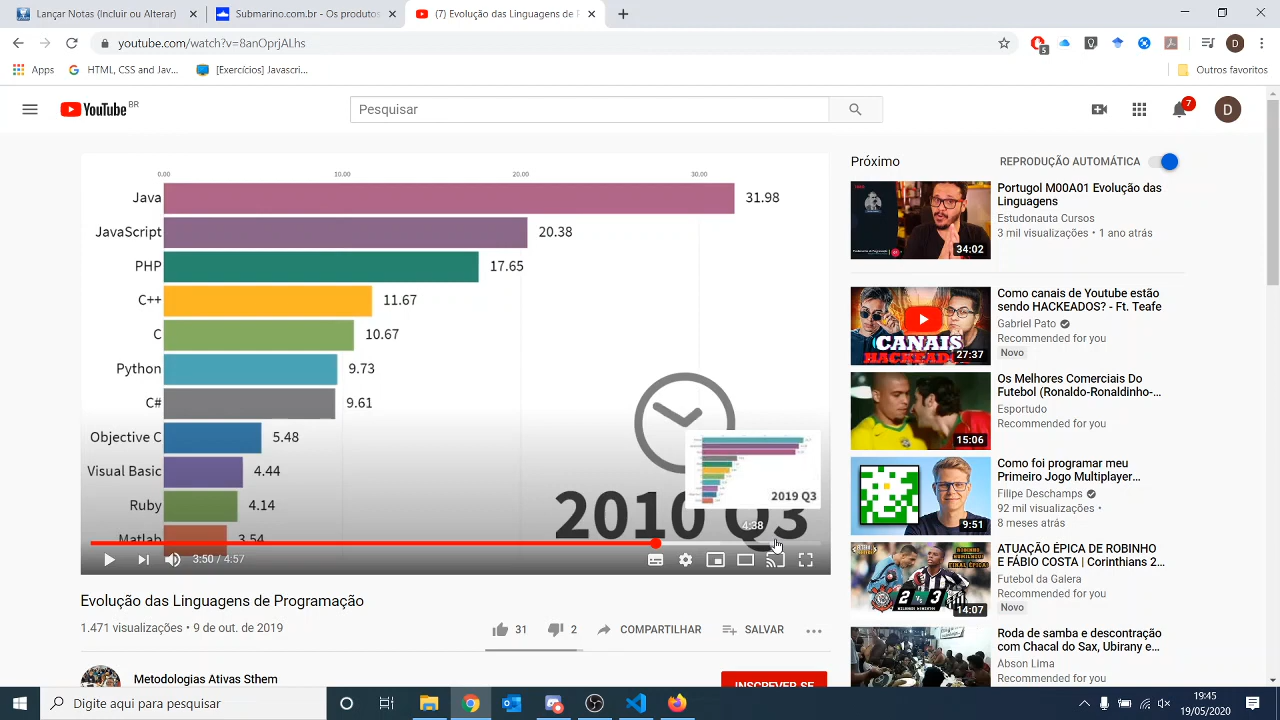 Lançar notas (Incluir ou Alterar)
Submarino.com.br - Os produtos
(7) Evolução das Linguagens de P
youtube.com/watch?v=8anOprjALhs
5
D
Apps
HTML, CSS and Jav...
[Exercícios] Javascri...
Outros favoritos
YouTube BR
Pesquisar
7
D
0,00 10,00 20,00 30,00
Java 31.98
JavaScript 20.38
PHP 17.65
C++ 11.67
C 10.67
Python 9.73
C# 9.61
Objective C 5.48
Visual Basic 4.44
Ruby 4.14
Matlab 3.54
2010 Q3
2019 Q3
4:38
3:50 / 4:57
Evolução das Linguagens de Programação
1.471 visualizações • 9 de out. de 2019
31
2
COMPARTILHAR
SALVAR
Metodologias Ativas Sthem
INSCREVER-SE
Próximo
REPRODUÇÃO AUTOMÁTICA
34:02
Portugol M00A01 Evolução das
Linguagens
Estudonauta Cursos
3 mil visualizações • 1 ano atrás
CANAIS
HACKEADOS
27:37
Como canais de Youtube estão
sendo HACKEADOS? - Ft. Teafe
Gabriel Pato
Recommended for you
Novo
15:06
Os Melhores Comerciais Do
Futebol (Ronaldo-Ronaldinho-...
Esportudo
Recommended for you
9:51
Como foi programar meu
Primeiro Jogo Multiplayer...
Filipe Deschamps
92 mil visualizações •
8 meses atrás
2 3
14:07
ATUAÇÃO ÉPICA DE ROBINHO
E FÁBIO COSTA | Corinthians 2...
Futebol da Galera
Recommended for you
Novo
Roda de samba e descontração
com Chacal do Sax, Ubirany e...
Abson Lima
Recommended for you
Digite aqui para pesquisar
19:45
19/05/2020